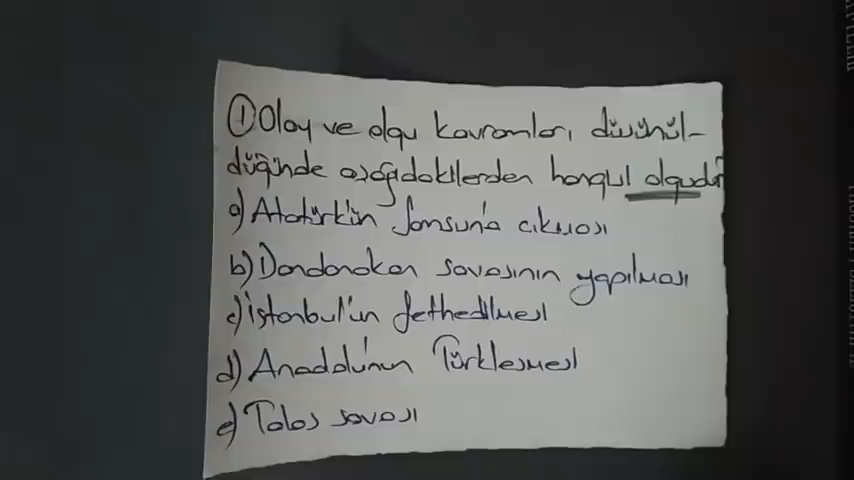 ① Olay ve olgu kavramları düşünül-
düğünde aşağıdakilerden hangisi olgudur
a) Atatürk'ün Samsun'a çıkması
b) Dandanakan savaşının yapılması
c) İstanbul'un fethedilmesi
d) Anadolu'nun Türkleşmesi
e) Talas savaşı